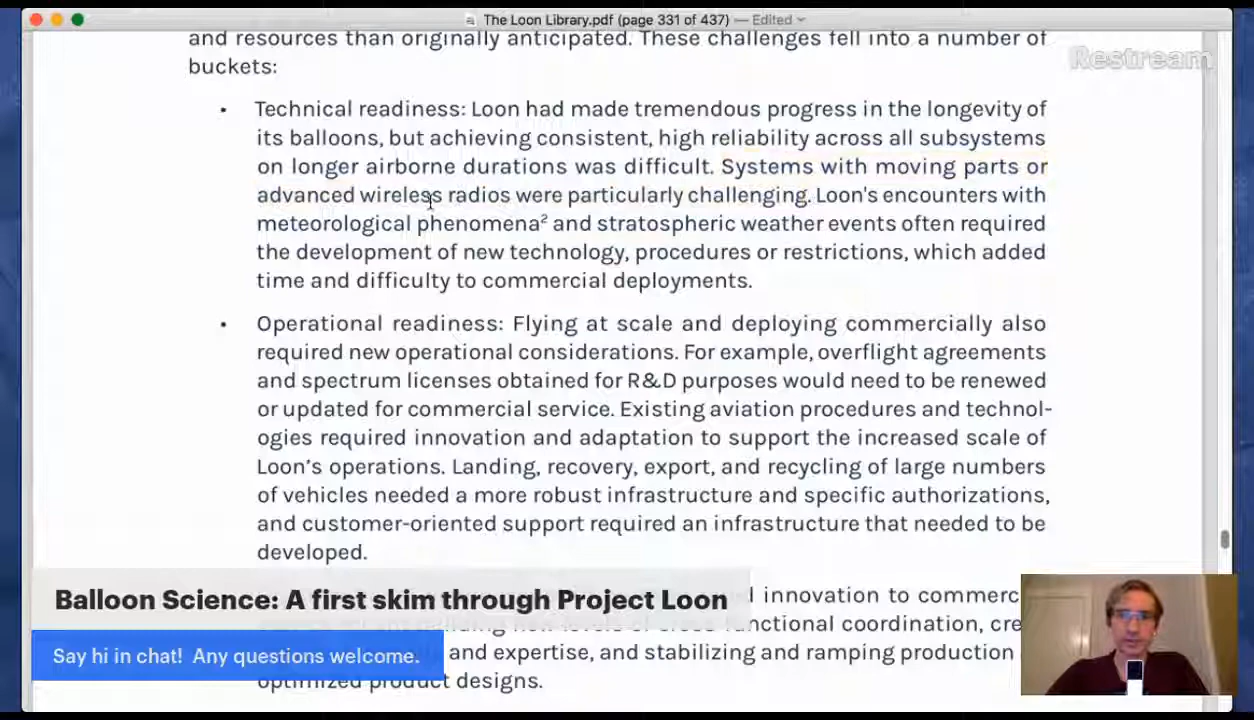 The Loon Library.pdf (page 331 of 437) — Edited
and resources than originally anticipated. These challenges fell into a number of
Restream
buckets:
• Technical readiness: Loon had made tremendous progress in the longevity of
its balloons, but achieving consistent, high reliability across all subsystems
on longer airborne durations was difficult. Systems with moving parts or
advanced wireless radios were particularly challenging. Loon's encounters with
meteorological phenomena² and stratospheric weather events often required
the development of new technology, procedures or restrictions, which added
time and difficulty to commercial deployments.
• Operational readiness: Flying at scale and deploying commercially also
required new operational considerations. For example, overflight agreements
and spectrum licenses obtained for R&D purposes would need to be renewed
or updated for commercial service. Existing aviation procedures and technol-
ogies required innovation and adaptation to support the increased scale of
Loon's operations. Landing, recovery, export, and recycling of large numbers
of vehicles needed a more robust infrastructure and specific authorizations,
and customer-oriented support required an infrastructure that needed to be
developed.
Balloon Science: A first skim through Project Loon
innovation to commerc
functional coordination, cre
Say hi in chat! Any questions welcome.
and expertise, and stabilizing and ramping production
optimized product designs.